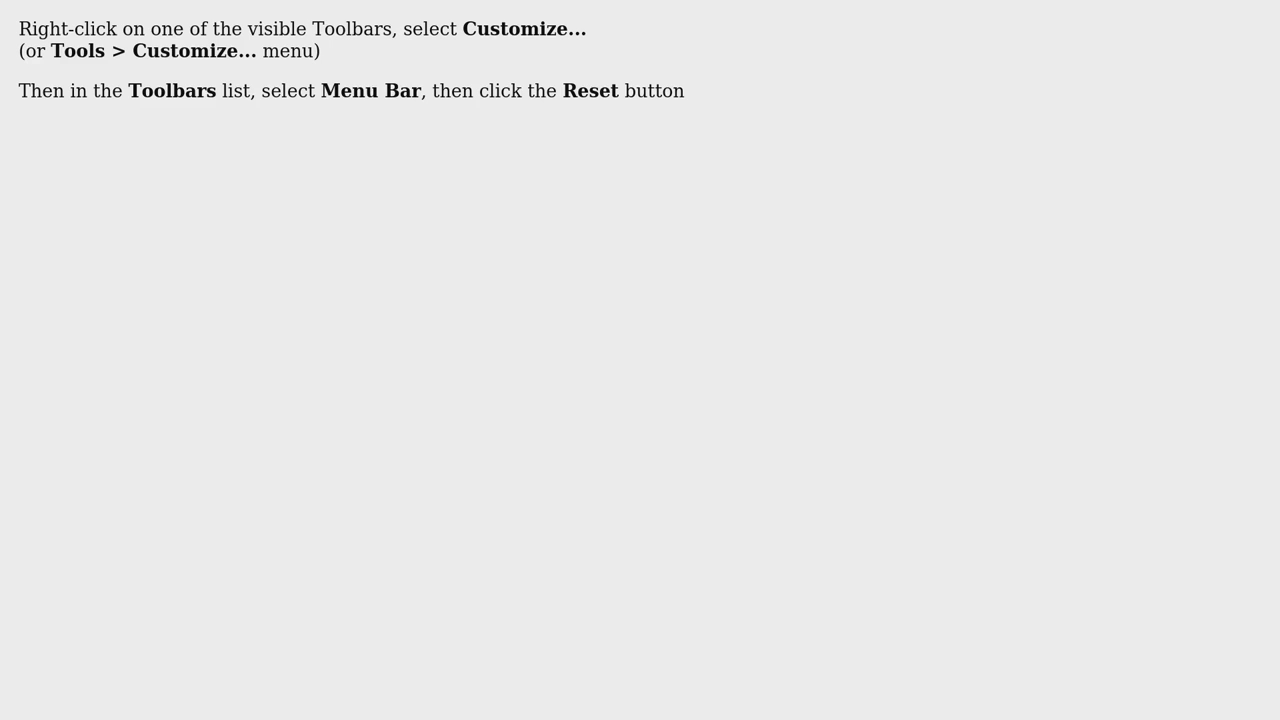 Right-click on one of the visible Toolbars, select Customize...
(or Tools > Customize... menu)
Then in the Toolbars list, select Menu Bar, then click the Reset button